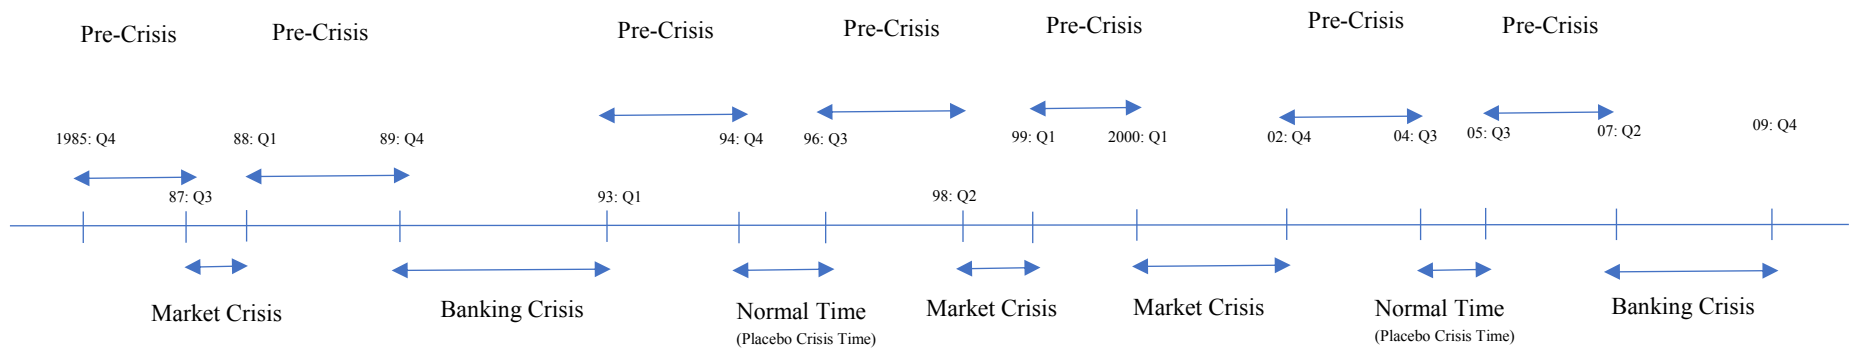 Pre-Crisis
Pre-Crisis
Pre-Crisis
Pre-Crisis
Pre-Crisis
Pre-Crisis
Pre-Crisis
1985: Q4
88: Q1
89: Q4
94: Q4
96: Q3
99: Q1
2000: Q1
02: Q4
04: Q3
05: Q3
07: Q2
09: Q4
87: Q3
93: Q1
98: Q2
Market Crisis
Banking Crisis
Normal Time
(Placebo Crisis Time)
Market Crisis
Market Crisis
Normal Time
(Placebo Crisis Time)
Banking Crisis